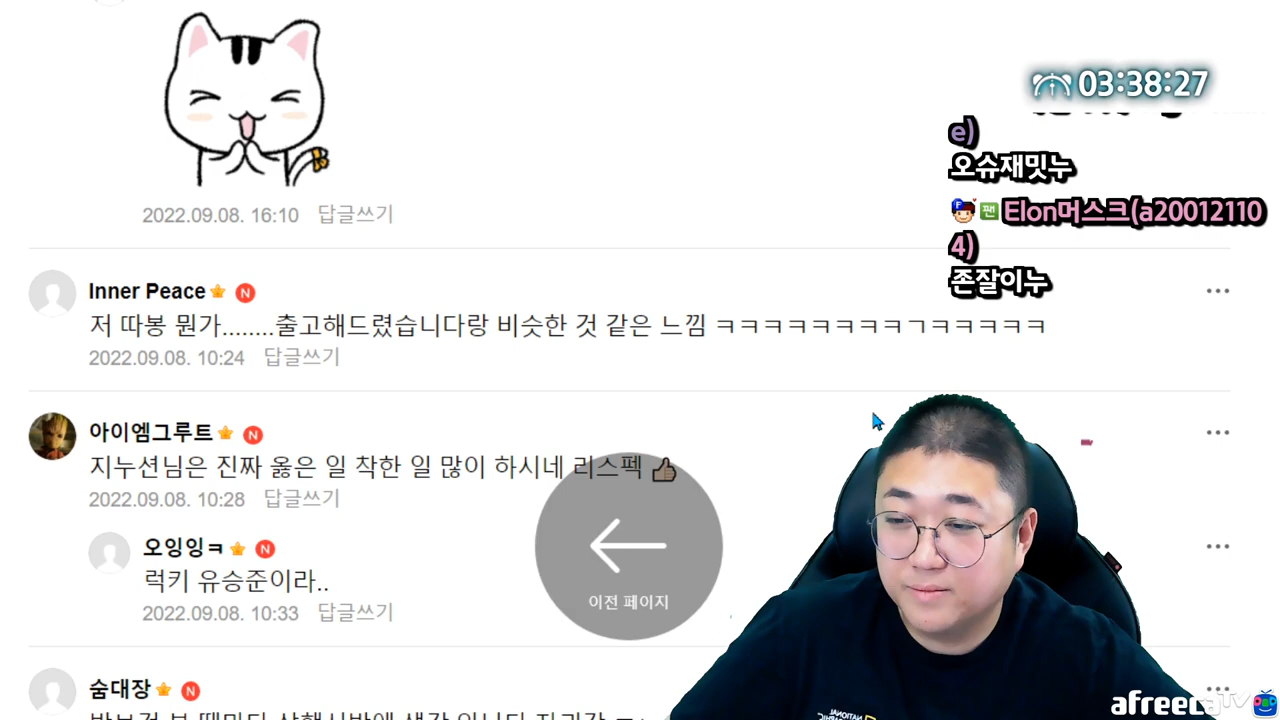 2022.09.08. 16:10 답글쓰기
Inner Peace N
저 따봉 뭔가........출고해드렸습니다랑 비슷한 것 같은 느낌 ㅋㅋㅋㅋㅋㅋㅋㅋㄱㅋㅋㅋㅋㅋ
2022.09.08. 10:24 답글쓰기
아이엠그루트 N
지누션님은 진짜 옳은 일 착한 일 많이 하시네 리스펙
2022.09.08. 10:28 답글쓰기
오잉잉ㅋ N
럭키 유승준이라..
2022.09.08. 10:33 답글쓰기
숨대장 N
이전 페이지
03:38:27
e)
오슈재밋누
F 팬 Elon머스크(a20012110
4)
존잘이누
NATIONAL
afreecaTV